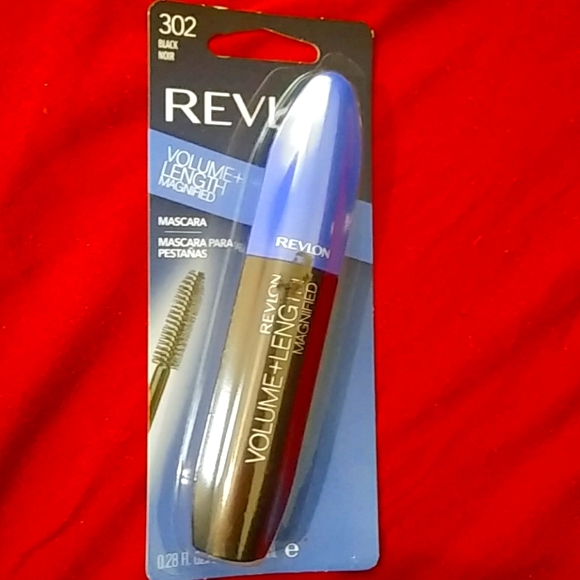 302
BLACK
NOIR
REVL
VOLUME+
LENGTH
MAGNIFIED
MASCARA
MASCARA PARA
PESTAÑAS
REVLON
REVLON
VOLUME+LENGTH
MAGNIFIED
0.28 FL
e